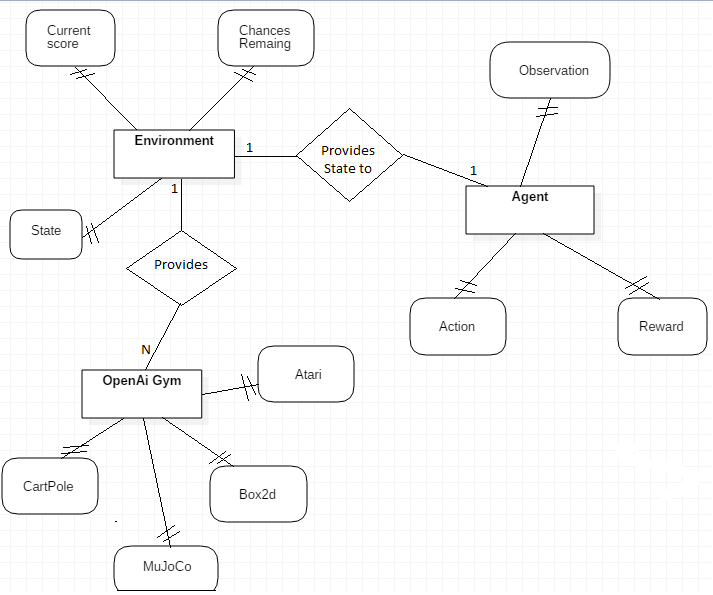 Current
score
Chances
Remaing
Observation
Environment
1
Provides
State to
1
Agent
1
State
Provides
Action
Reward
N
OpenAi Gym
Atari
CartPole
Box2d
MuJoCo